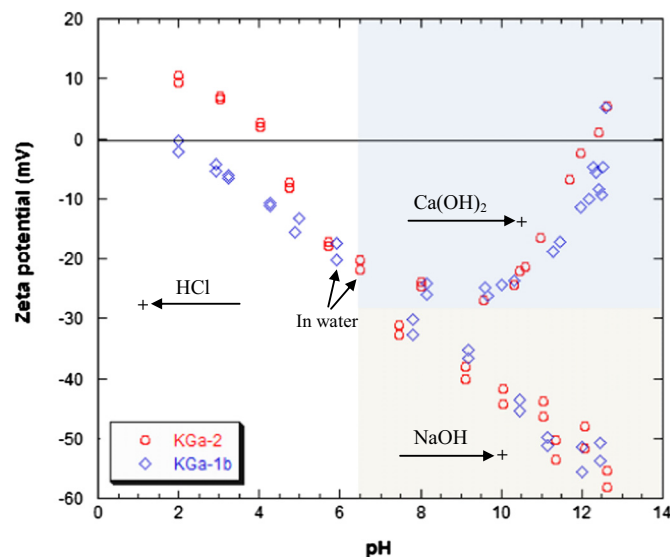 20
10
0
-10
-20
-30
-40
-50
-60
Zeta potential (mV)
Ca(OH)2
HCl
+
+
In water
NaOH
+
KGa-2
KGa-1b
0 2 4 6 8 10 12 14
pH